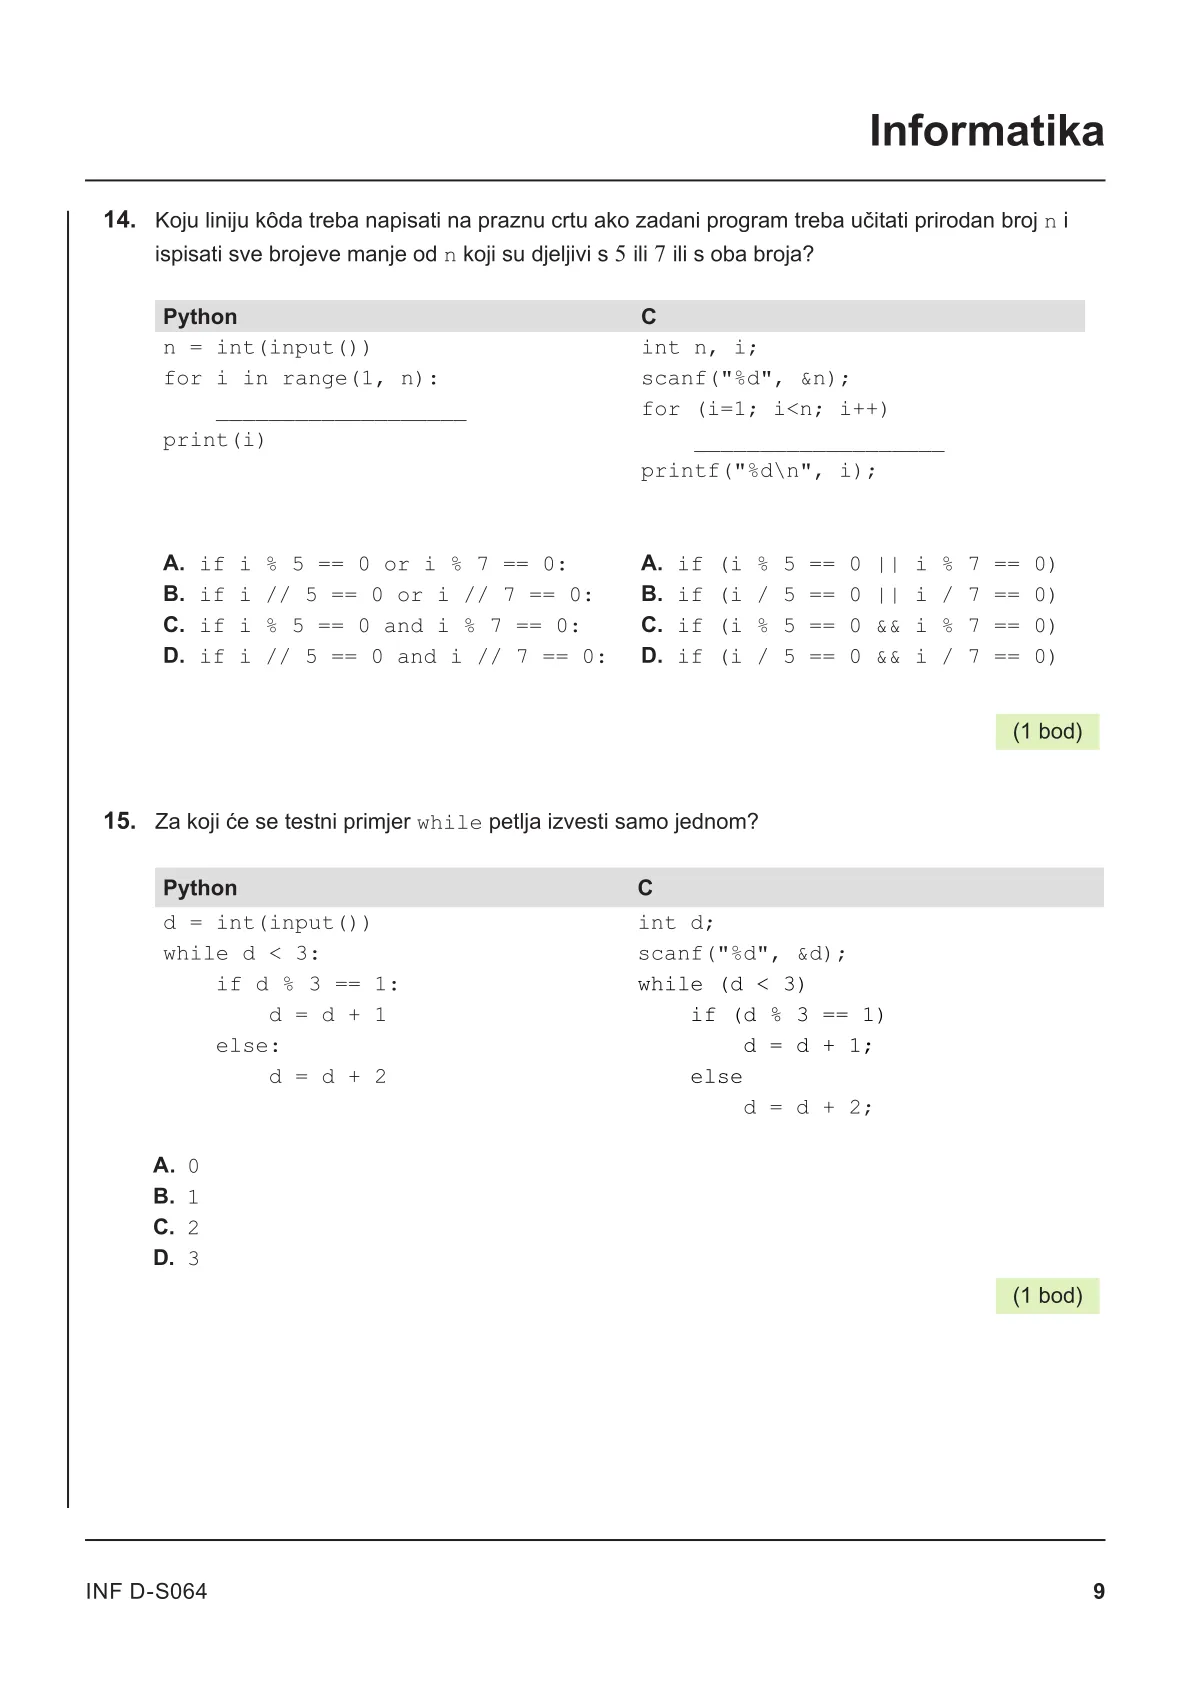 Informatika
14. Koju liniju kôda treba napisati na praznu crtu ako zadani program treba učitati prirodan broj n i
ispisati sve brojeve manje od n koji su djeljivi s 5 ili 7 ili s oba broja?
Python C
n = int(input()) int n, i;
for i in range(1, n): scanf("%d", &n);
___________________ for (i=1; i<n; i++)
print(i) ___________________
printf("%d\n", i);
A. if i % 5 == 0 or i % 7 == 0: A. if (i % 5 == 0 || i % 7 == 0)
B. if i // 5 == 0 or i // 7 == 0: B. if (i / 5 == 0 || i / 7 == 0)
C. if i % 5 == 0 and i % 7 == 0: C. if (i % 5 == 0 && i % 7 == 0)
D. if i // 5 == 0 and i // 7 == 0: D. if (i / 5 == 0 && i / 7 == 0)
(1 bod)
15. Za koji će se testni primjer while petlja izvesti samo jednom?
Python C
d = int(input()) int d;
while d < 3: scanf("%d", &d);
if d % 3 == 1: while (d < 3)
d = d + 1 if (d % 3 == 1)
else: d = d + 1;
d = d + 2 else
d = d + 2;
A. 0
B. 1
C. 2
D. 3
(1 bod)
INF D-S064 9